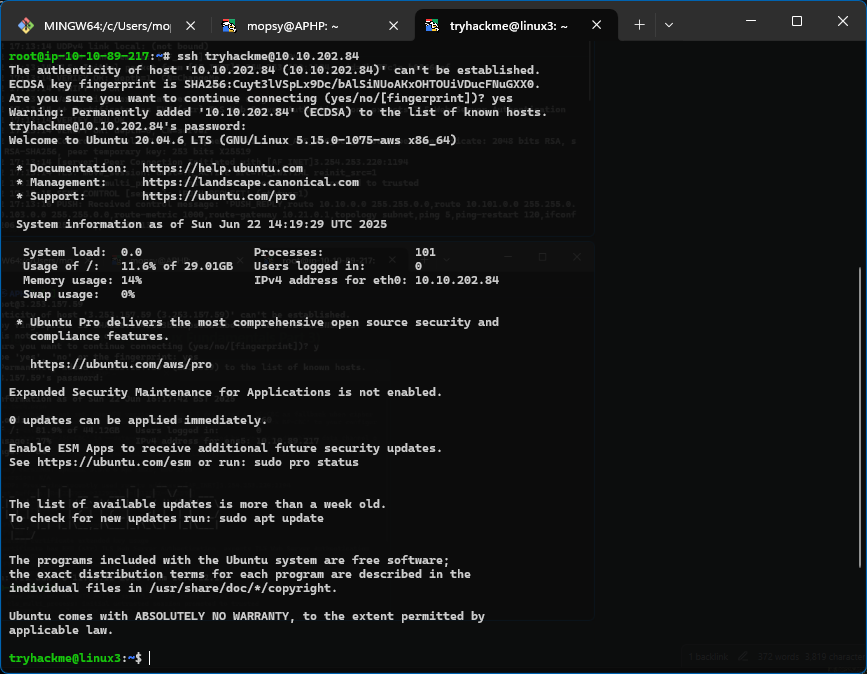 MINGW64:/c/Users/mo
mopsy@APHP: ~
tryhackme@linux3: ~
root@ip-10-10-89-217:~# ssh tryhackme@10.10.202.84
The authenticity of host '10.10.202.84 (10.10.202.84)' can't be established.
ECDSA key fingerprint is
Are you sure you want to continue connecting (yes/no/[fingerprint])? yes
Warning: Permanently added '10.10.202.84' (ECDSA) to the list of known hosts.
tryhackme@10.10.202.84's password:
Welcome to Ubuntu 20.04.6 LTS (GNU/Linux 5.15.0-1075-aws x86_64)
* Documentation:  https://help.ubuntu.com
* Management:     https://landscape.canonical.com
* Support:        https://ubuntu.com/pro
System information as of Sun Jun 22 14:19:29 UTC 2025
System load:  0.0                Processes:             101
Usage of /:   11.6% of 29.01GB   Users logged in:       0
Memory usage: 14%                IPv4 address for eth0: 10.10.202.84
Swap usage:   0%
* Ubuntu Pro delivers the most comprehensive open source security and
compliance features.
https://ubuntu.com/aws/pro
Expanded Security Maintenance for Applications is not enabled.
0 updates can be applied immediately.
Enable ESM Apps to receive additional future security updates.
See https://ubuntu.com/esm or run: sudo pro status
The list of available updates is more than a week old.
To check for new updates run: sudo apt update
The programs included with the Ubuntu system are free software;
the exact distribution terms for each program are described in the
individual files in /usr/share/doc/*/copyright.
Ubuntu comes with ABSOLUTELY NO WARRANTY, to the extent permitted by
applicable law.
tryhackme@linux3:~$